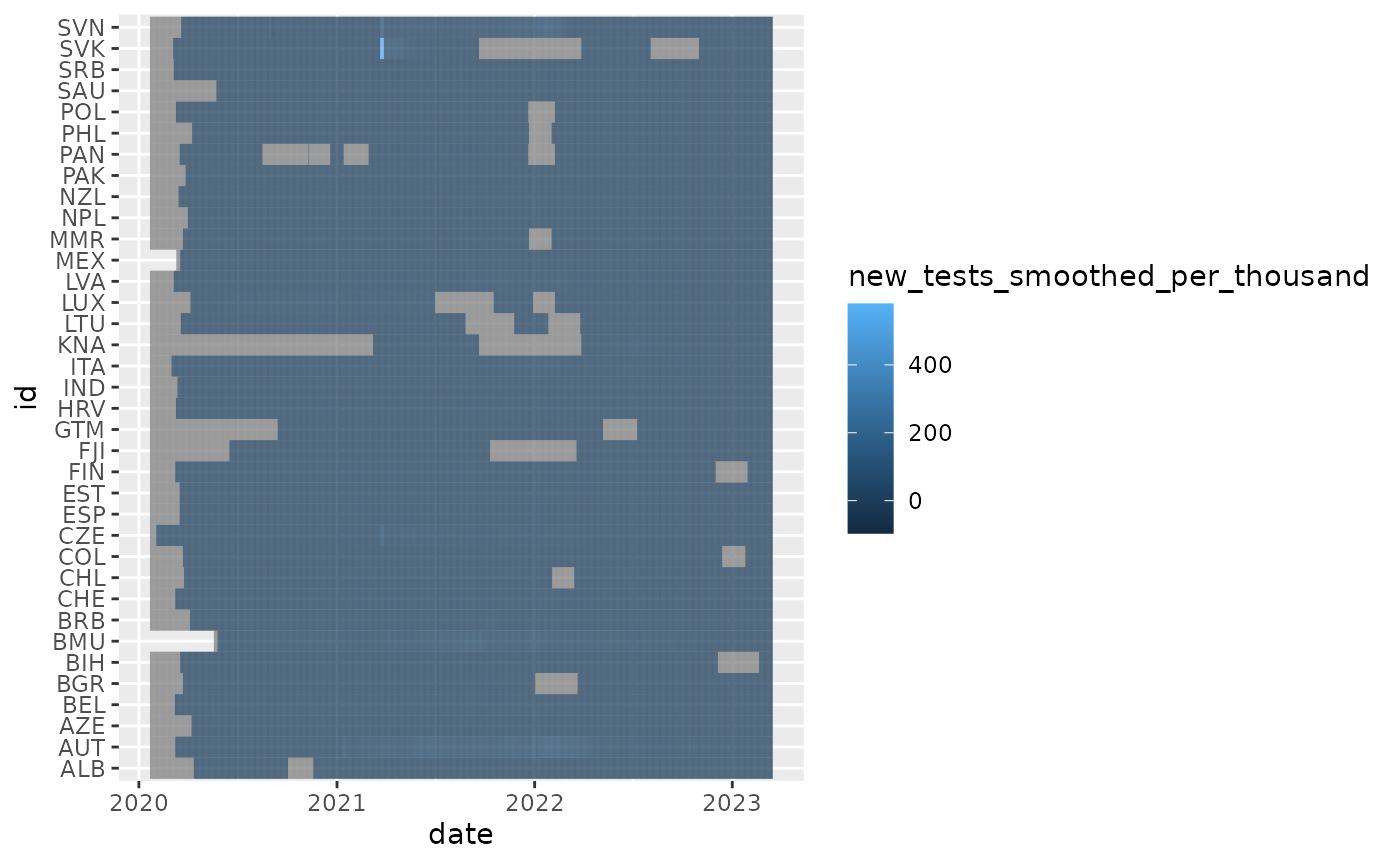 SVN
SVK
SRB
SAU
POL
PHL
PAN
PAK
NZL
NPL
MMR
MEX
LVA
LUX
LTU
KNA
ITA
IND
HRV
GTM
FJI
FIN
EST
ESP
CZE
COL
CHL
CHE
BRB
BMU
BIH
BGR
BEL
AZE
AUT
ALB
id
2020 2021 2022 2023
date
new_tests_smoothed_per_thousand
400
200
0